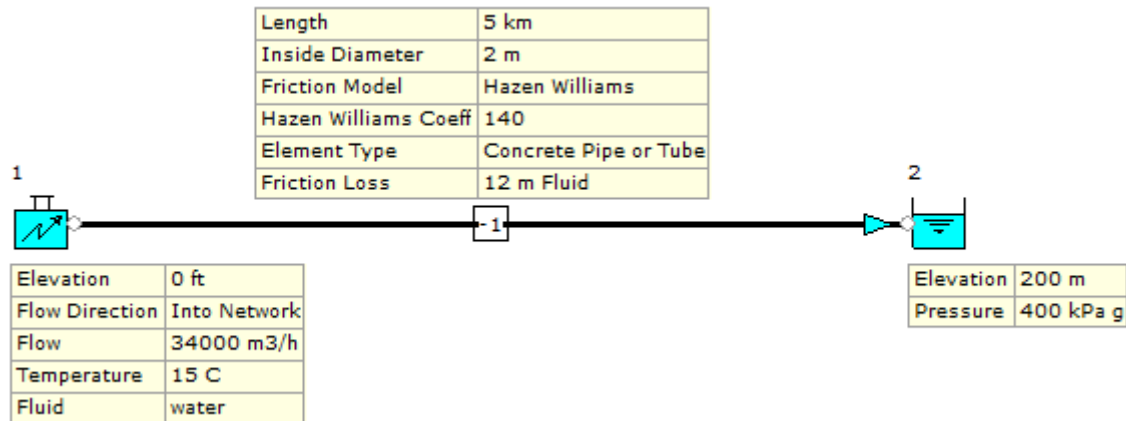 Length 5 km
Inside Diameter 2 m
Friction Model Hazen Williams
Hazen Williams Coeff 140
Element Type Concrete Pipe or Tube
Friction Loss 12 m Fluid
1
2
-1
Elevation 0 ft
Flow Direction Into Network
Flow 34000 m3/h
Temperature 15 C
Fluid water
Elevation 200 m
Pressure 400 kPa g